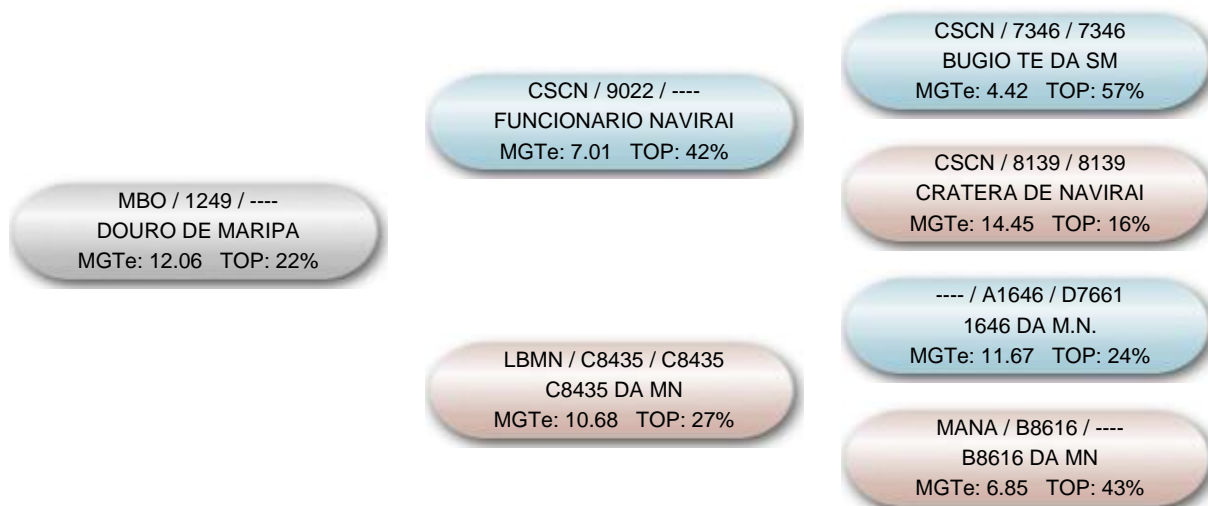 MBO / 1249 / ----
DOURO DE MARIPA
MGTe: 12.06 TOP: 22%
CSCN / 9022 / ----
FUNCIONARIO NAVIRAI
MGTe: 7.01 TOP: 42%
LBMN / C8435 / C8435
C8435 DA MN
MGTe: 10.68 TOP: 27%
CSCN / 7346 / 7346
BUGIO TE DA SM
MGTe: 4.42 TOP: 57%
CSCN / 8139 / 8139
CRATERA DE NAVIRAI
MGTe: 14.45 TOP: 16%
---- / A1646 / D7661
1646 DA M.N.
MGTe: 11.67 TOP: 24%
MANA / B8616 / ----
B8616 DA MN
MGTe: 6.85 TOP: 43%